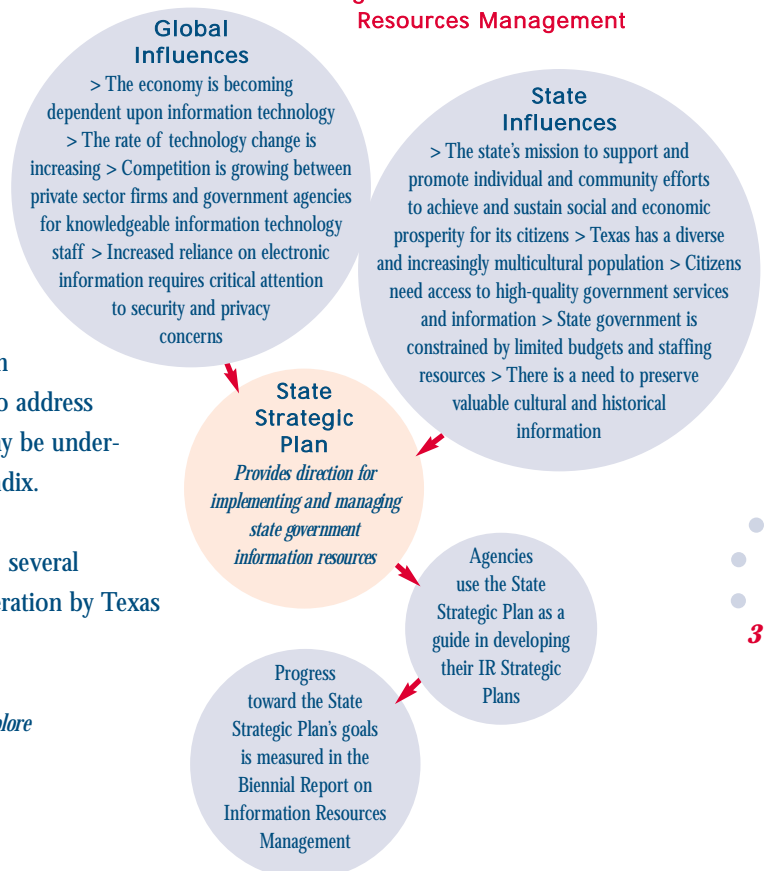 Resources Management
Global
Influences
> The economy is becoming
dependent upon information technology
> The rate of technology change is
increasing > Competition is growing between
private sector firms and government agencies
for knowledgeable information technology
staff > Increased reliance on electronic
information requires critical attention
to security and privacy
concerns
State
Influences
> The state's mission to support and
promote individual and community efforts
to achieve and sustain social and economic
prosperity for its citizens > Texas has a diverse
and increasingly multicultural population > Citizens
need access to high-quality government services
and information > State government is
constrained by limited budgets and staffing
resources > There is a need to preserve
valuable cultural and historical
information
address
be under-
several
by Texas
State
Strategic
Plan
Provides direction for
implementing and managing
state government
information resources
Agencies
use the State
Strategic Plan as a
guide in developing
their IR Strategic
Plans
Progress
toward the State
Strategic Plan's goals
is measured in the
Biennial Report on
Information Resources
Management
3